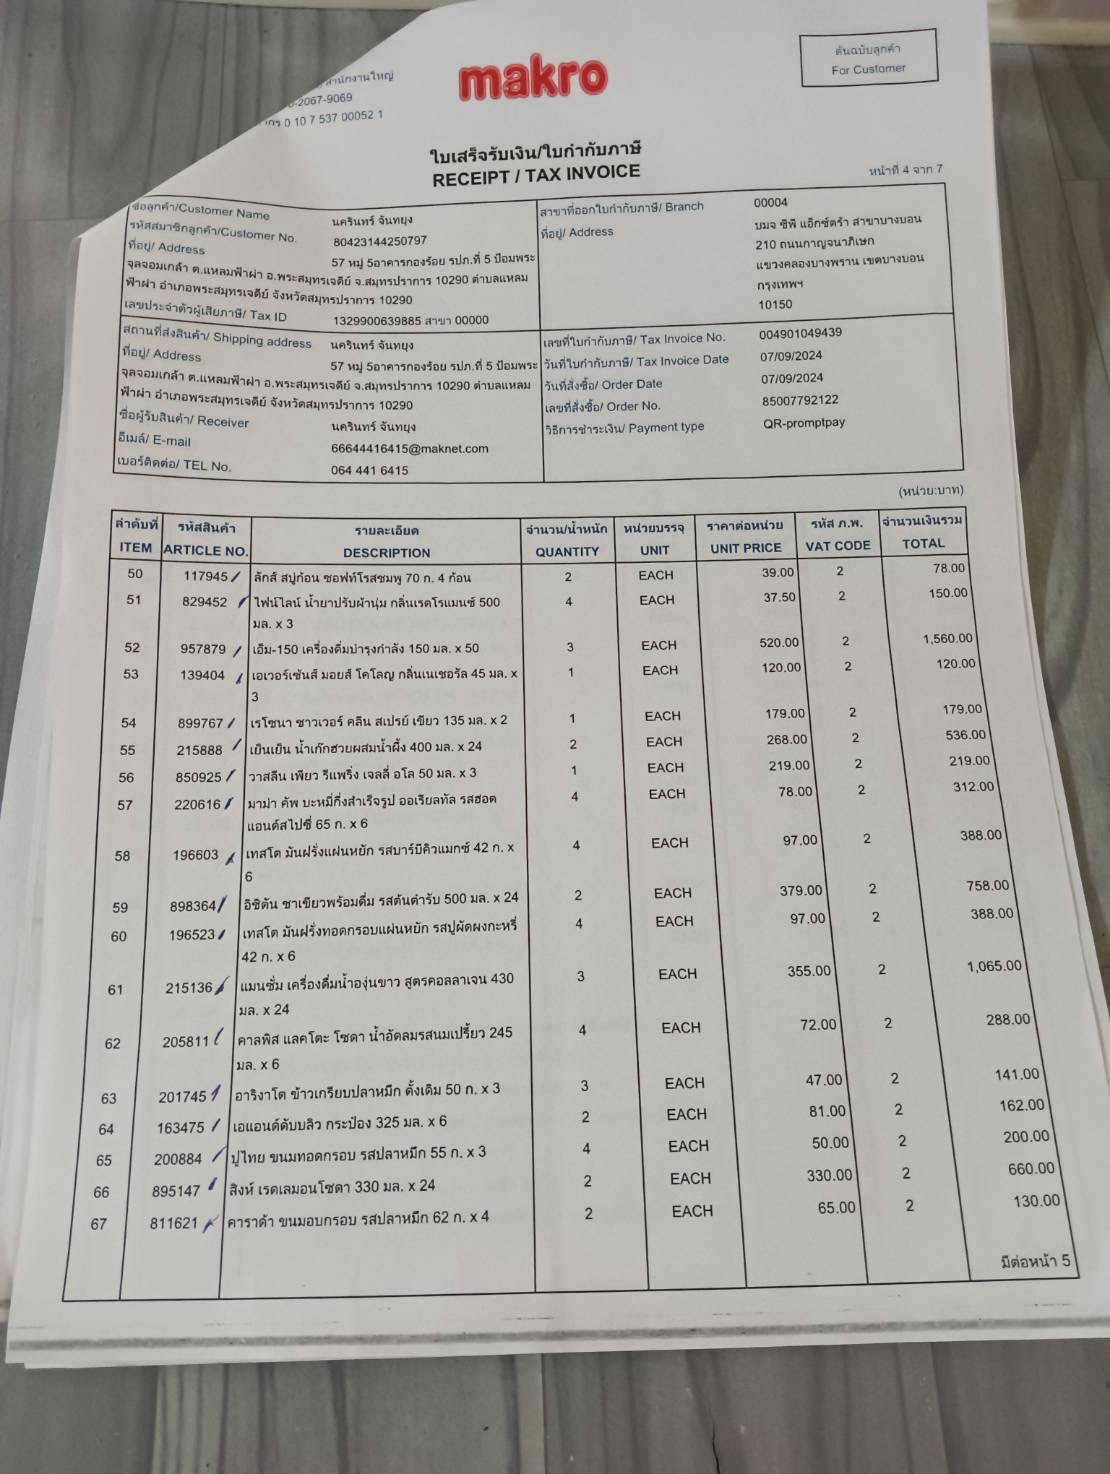 สำนักงานใหญ่
-2067-9069
0 10 7 537 00052 1
makro
ต้นฉบับลูกค้า
For Customer
ใบเสร็จรับเงิน/ใบกำกับภาษี
RECEIPT / TAX INVOICE
หน้าที่ 4 จาก 7
ชื่อลูกค้า/Customer Name นครินทร์ จันทยุง
รหัสสมาชิกลูกค้า/Customer No. 80423144250797
ที่อยู่/ Address 57 หมู่ 5อาคารกองร้อย รปภ.ที่ 5 ป้อมพระ
จุลจอมเกล้า ต.แหลมฟ้าผ่า อ.พระสมุทรเจดีย์ จ.สมุทรปราการ 10290 ตำบลแหลม
ฟ้าผ่า อำเภอพระสมุทรเจดีย์ จังหวัดสมุทรปราการ 10290
เลขประจำตัวผู้เสียภาษี/ Tax ID 1329900639885 สาขา 00000
สาขาที่ออกใบกำกับภาษี/ Branch 00004
ที่อยู่/ Address บมจ ซีพี แอ็กซ์ตร้า สาขาบางบอน
210 ถนนกาญจนาภิเษก
แขวงคลองบางพราน เขตบางบอน
กรุงเทพฯ
10150
สถานที่ส่งสินค้า/ Shipping address นครินทร์ จันทยุง
ที่อยู่/ Address 57 หมู่ 5อาคารกองร้อย รปภ.ที่ 5 ป้อมพระ
จุลจอมเกล้า ต.แหลมฟ้าผ่า อ.พระสมุทรเจดีย์ จ.สมุทรปราการ 10290 ตำบลแหลม
ฟ้าผ่า อำเภอพระสมุทรเจดีย์ จังหวัดสมุทรปราการ 10290
ชื่อผู้รับสินค้า/ Receiver นครินทร์ จันทยุง
อีเมล์/ E-mail 66644416415@maknet.com
เบอร์ติดต่อ/ TEL No. 064 441 6415
เลขที่ใบกำกับภาษี/ Tax Invoice No. 004901049439
วันที่ใบกำกับภาษี/ Tax Invoice Date 07/09/2024
วันที่สั่งซื้อ/ Order Date 07/09/2024
เลขที่สั่งซื้อ/ Order No. 85007792122
วิธีการชำระเงิน/ Payment type QR-promptpay
(หน่วย:บาท)
ลำดับที่ รหัสสินค้า รายละเอียด จำนวน/น้ำหนัก หน่วยบรรจุ ราคาต่อหน่วย รหัส ภ.พ. จำนวนเงินรวม
ITEM ARTICLE NO. DESCRIPTION QUANTITY UNIT UNIT PRICE VAT CODE TOTAL
50 117945 ลักส์ สบู่ก้อน ซอฟท์โรสชมพู 70 ก. 4 ก้อน 2 EACH 39.00 2 78.00
51 829452 ไฟน์ไลน์ น้ำยาปรับผ้านุ่ม กลิ่นเรดโรแมนซ์ 500 4 EACH 37.50 2 150.00
มล. x 3
52 957879 เอ็ม-150 เครื่องดื่มบำรุงกำลัง 150 มล. x 50 3 EACH 520.00 2 1,560.00
53 139404 เอเวอร์เซ้นส์ มอยส์ โคโลญ กลิ่นเนเชอรัล 45 มล. x 1 EACH 120.00 2 120.00
3
54 899767 เรโซนา ชาวเวอร์ คลีน สเปรย์ เขียว 135 มล. x 2 1 EACH 179.00 2 179.00
55 215888 เย็นเย็น น้ำเก๊กฮวยผสมน้ำผึ้ง 400 มล. x 24 2 EACH 268.00 2 536.00
56 850925 วาสลีน เพียว รีแพริ่ง เจลลี่ อโล 50 มล. x 3 1 EACH 219.00 2 219.00
57 220616 มาม่า คัพ บะหมี่กึ่งสำเร็จรูป ออเรียลทัล รสฮอต 4 EACH 78.00 2 312.00
แอนด์สไปซี่ 65 ก. x 6
58 196603 เทสโต มันฝรั่งแผ่นหยัก รสบาร์บีคิวแมกซ์ 42 ก. x 4 EACH 97.00 2 388.00
6
59 898364 อิชิตัน ชาเขียวพร้อมดื่ม รสต้นตำรับ 500 มล. x 24 2 EACH 379.00 2 758.00
60 196523 เทสโต มันฝรั่งทอดกรอบแผ่นหยัก รสปูผัดผงกะหรี่ 4 EACH 97.00 2 388.00
42 ก. x 6
61 215136 แมนซั่ม เครื่องดื่มน้ำองุ่นขาว สูตรคอลลาเจน 430 3 EACH 355.00 2 1,065.00
มล. x 24
62 205811 คาลพิส แลคโตะ โซดา น้ำอัดลมรสนมเปรี้ยว 245 4 EACH 72.00 2 288.00
มล. x 6
63 201745 อาริงาโต ข้าวเกรียบปลาหมึก ดั้งเดิม 50 ก. x 3 3 EACH 47.00 2 141.00
64 163475 เอแอนด์ดับบลิว กระป๋อง 325 มล. x 6 2 EACH 81.00 2 162.00
65 200884 ปูไทย ขนมทอดกรอบ รสปลาหมึก 55 ก. x 3 4 EACH 50.00 2 200.00
66 895147 สิงห์ เรดเลมอนโซดา 330 มล. x 24 2 EACH 330.00 2 660.00
67 811621 คาราด้า ขนมอบกรอบ รสปลาหมึก 62 ก. x 4 2 EACH 65.00 2 130.00
มีต่อหน้า 5